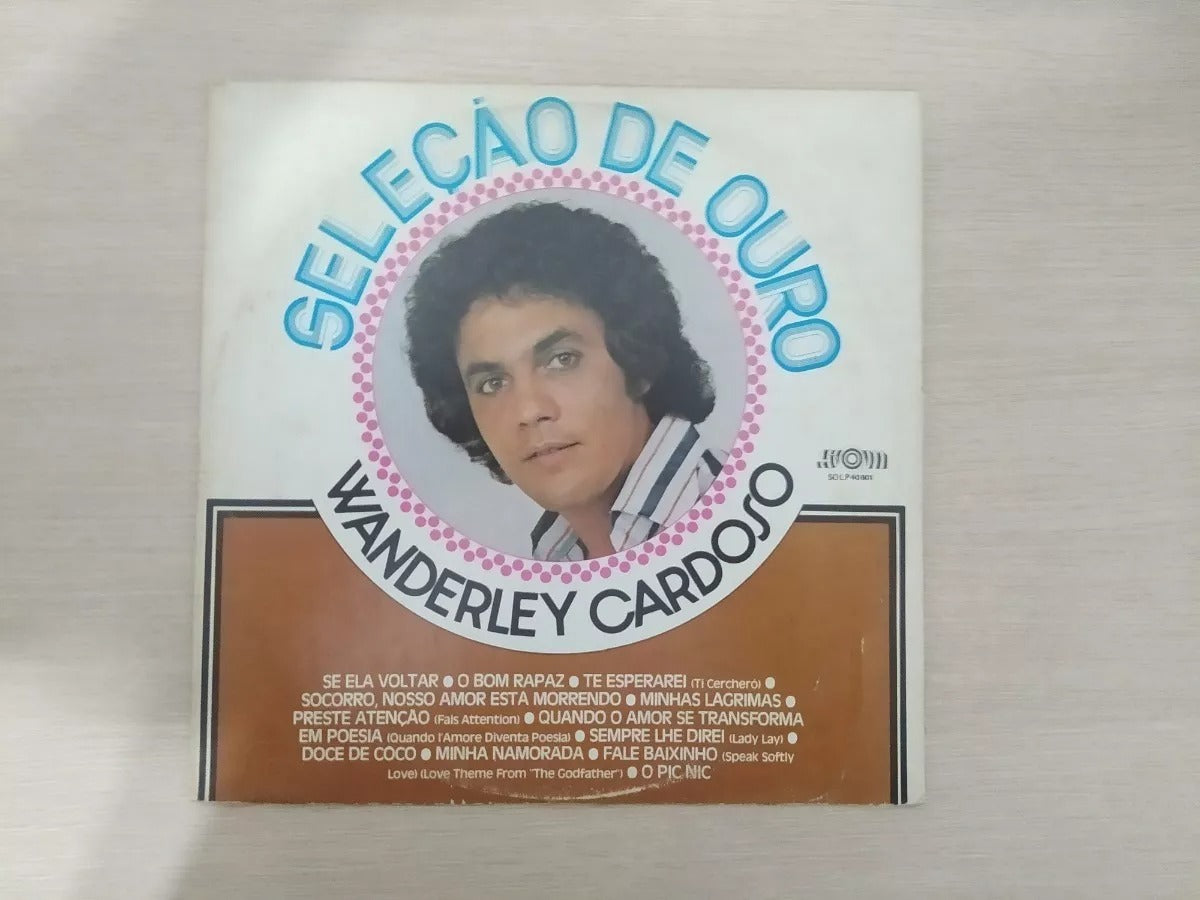 SELEÇÃO DE OURO
WANDERLEY CARDOSO
SOLP 40601
SE ELA VOLTAR ● O BOM RAPAZ ● TE ESPERAREI (Ti Cercheró) ●
SOCORRO, NOSSO AMOR ESTA MORRENDO ● MINHAS LAGRIMAS ●
PRESTE ATENÇÃO (Fais Attention) ● QUANDO O AMOR SE TRANSFORMA
EM POESIA (Quando l'Amore Diventa Poesia) ● SEMPRE LHE DIREI (Lady Lay) ●
DOCE DE COCO ● MINHA NAMORADA ● FALE BAIXINHO (Speak Softly
Love) (Love Theme From "The Godfather") ● O PIC NIC